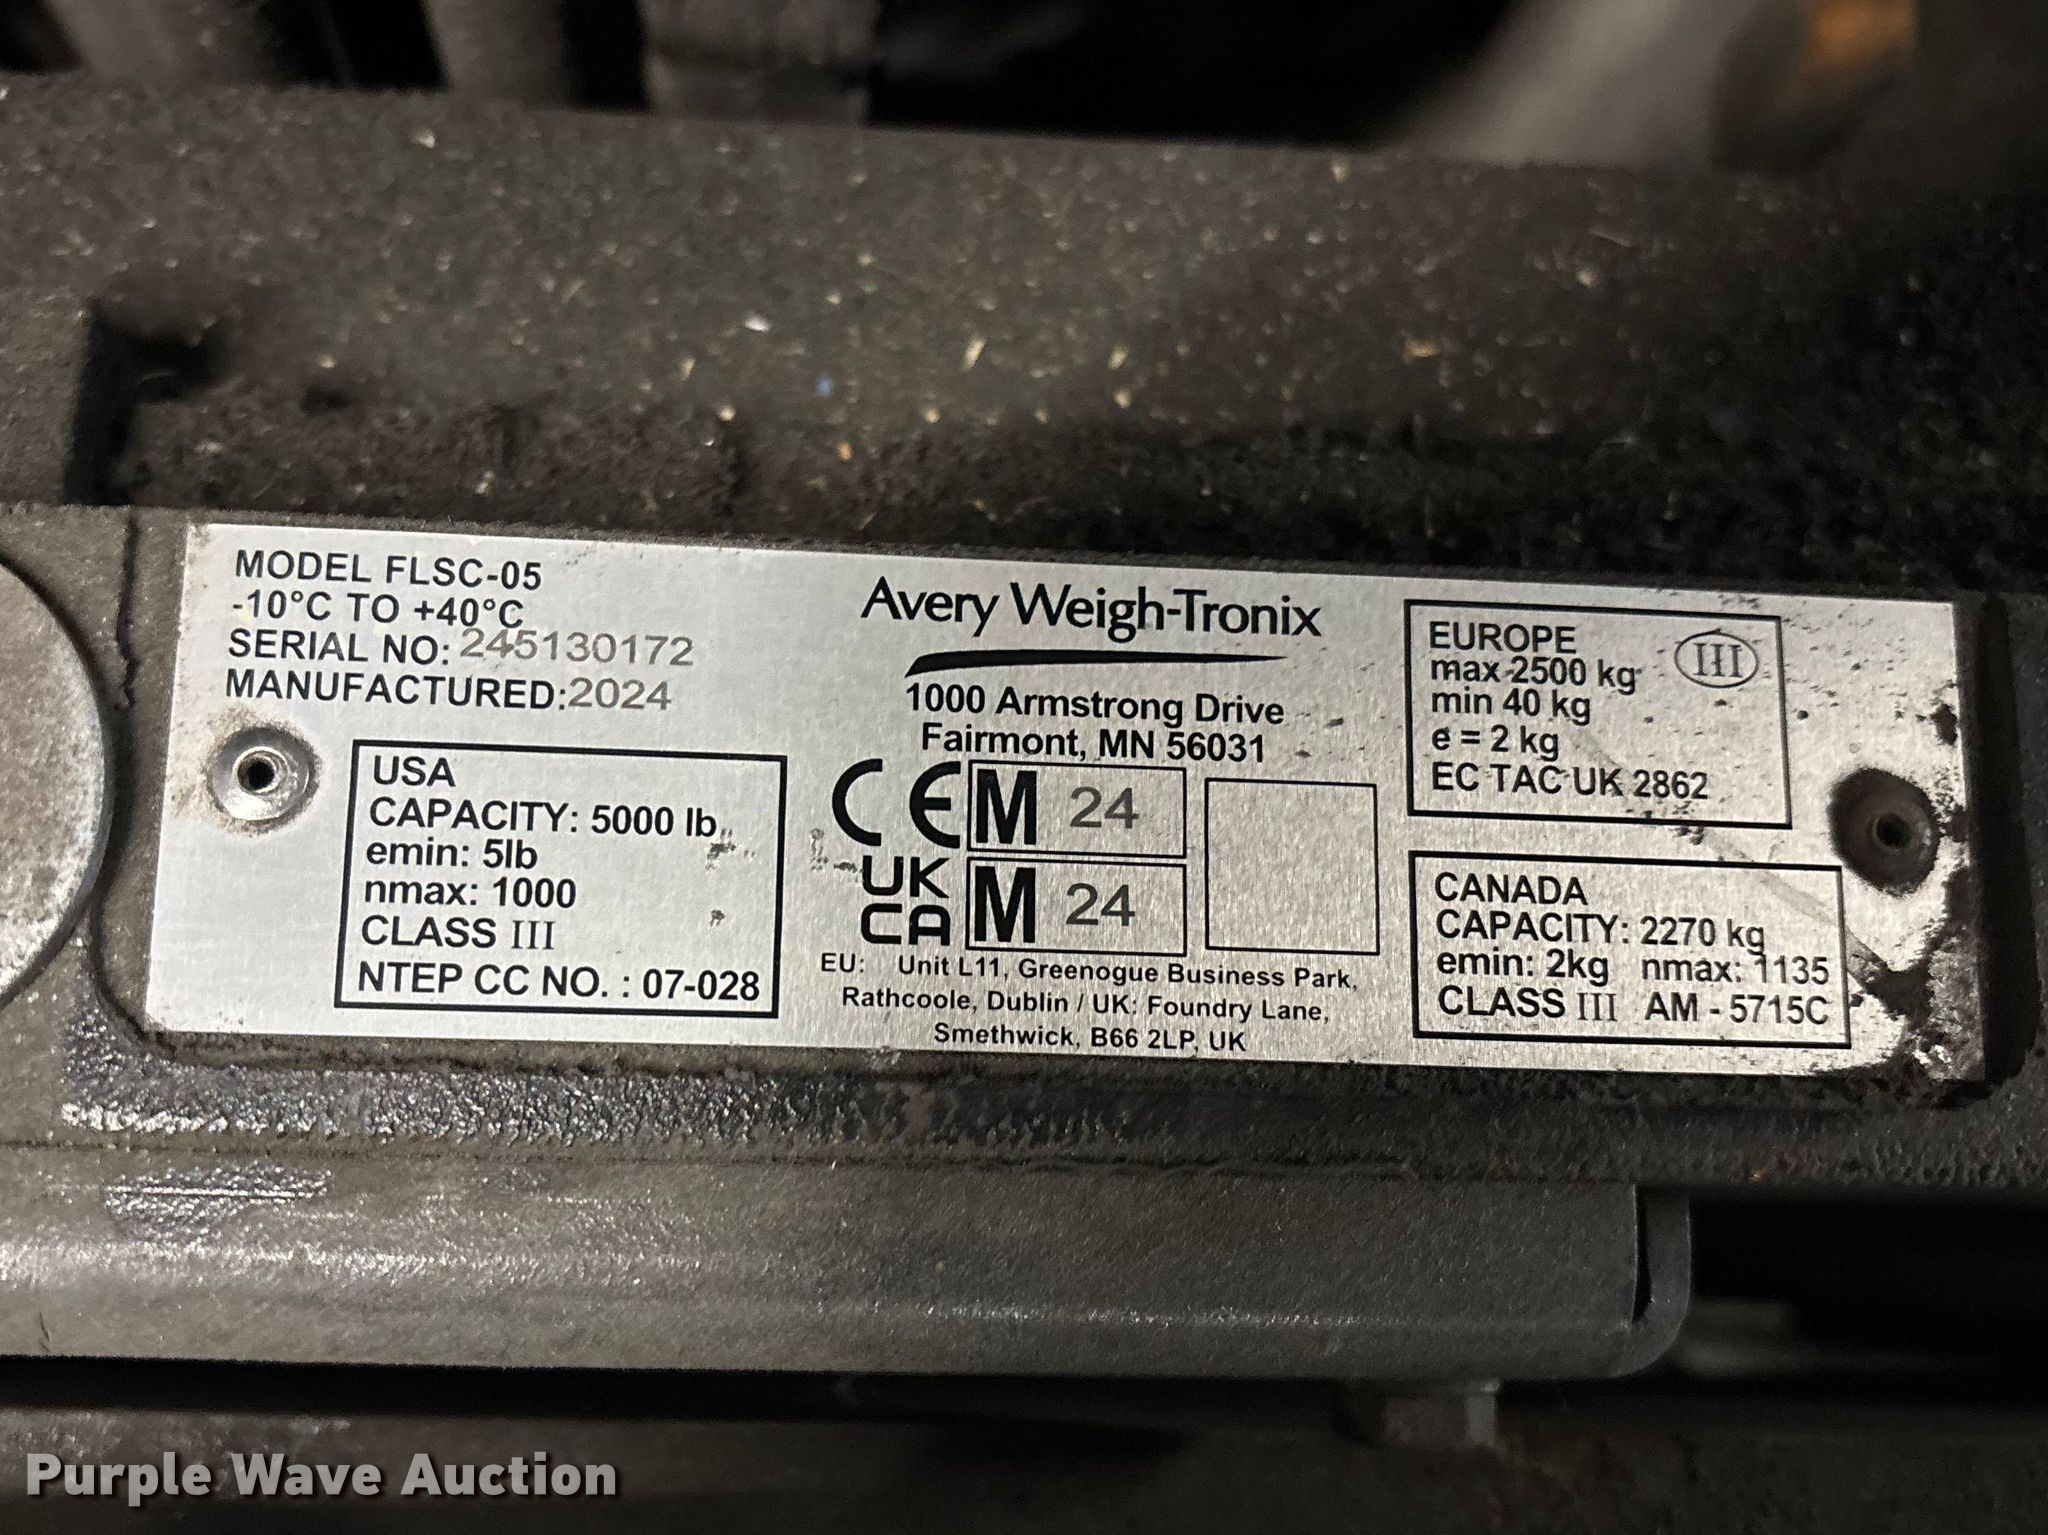 MODEL FLSC-05
-10°C TO +40°C
SERIAL NO: 245130172
MANUFACTURED:2024
USA
CAPACITY: 5000 lb
emin: 5lb
nmax: 1000
CLASS III
NTEP CC NO. : 07-028
Avery Weigh-Tronix
1000 Armstrong Drive
Fairmont, MN 56031
CE M 24
UK
CA M 24
EU: Unit L11, Greenogue Business Park,
Rathcoole, Dublin / UK: Foundry Lane,
Smethwick, B66 2LP, UK
EUROPE III
max 2500 kg
min 40 kg
e = 2 kg
EC TAC UK 2862
CANADA
CAPACITY: 2270 kg
emin: 2kg nmax: 1135
CLASS III AM - 5715C
Purple Wave Auction